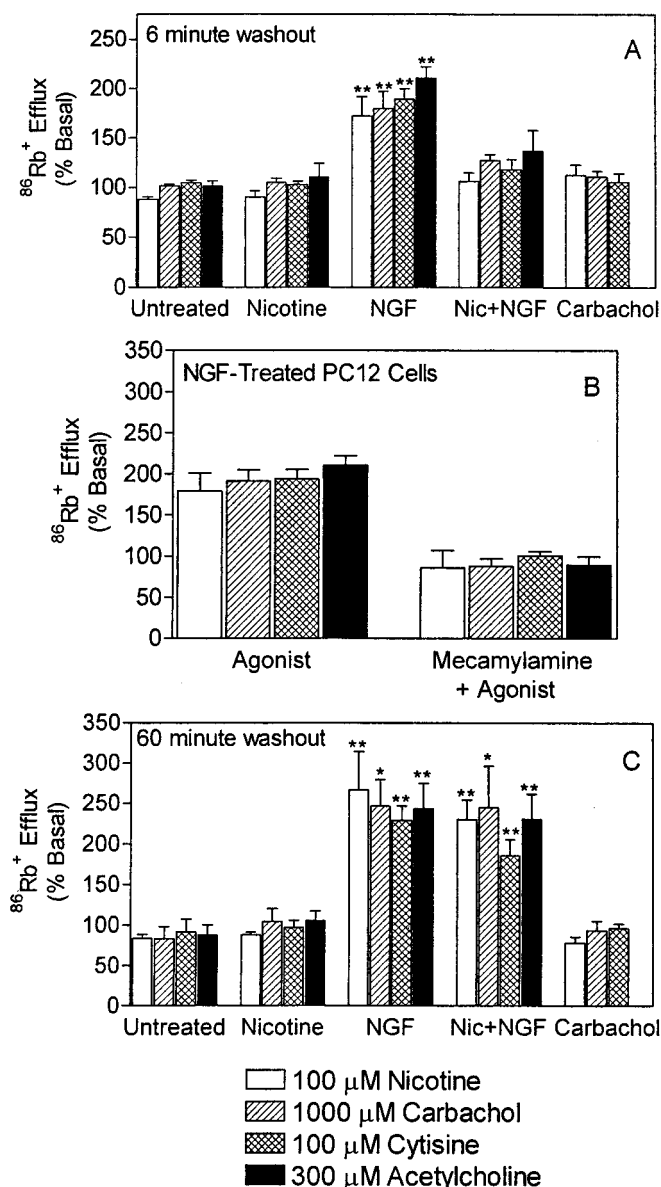 6 minute washout
A
250
200
150
100
50
0
⁸⁶Rb⁺ Efflux
(% Basal)
** ** ** **
Untreated Nicotine NGF Nic+NGF Carbachol
NGF-Treated PC12 Cells
B
350
300
250
200
150
100
50
0
⁸⁶Rb⁺ Efflux
(% Basal)
Agonist Mecamylamine
+ Agonist
60 minute washout
C
350
300
250
200
150
100
50
0
⁸⁶Rb⁺ Efflux
(% Basal)
** * ** ** ** * ** **
Untreated Nicotine NGF Nic+NGF Carbachol
100 μM Nicotine
1000 μM Carbachol
100 μM Cytisine
300 μM Acetylcholine